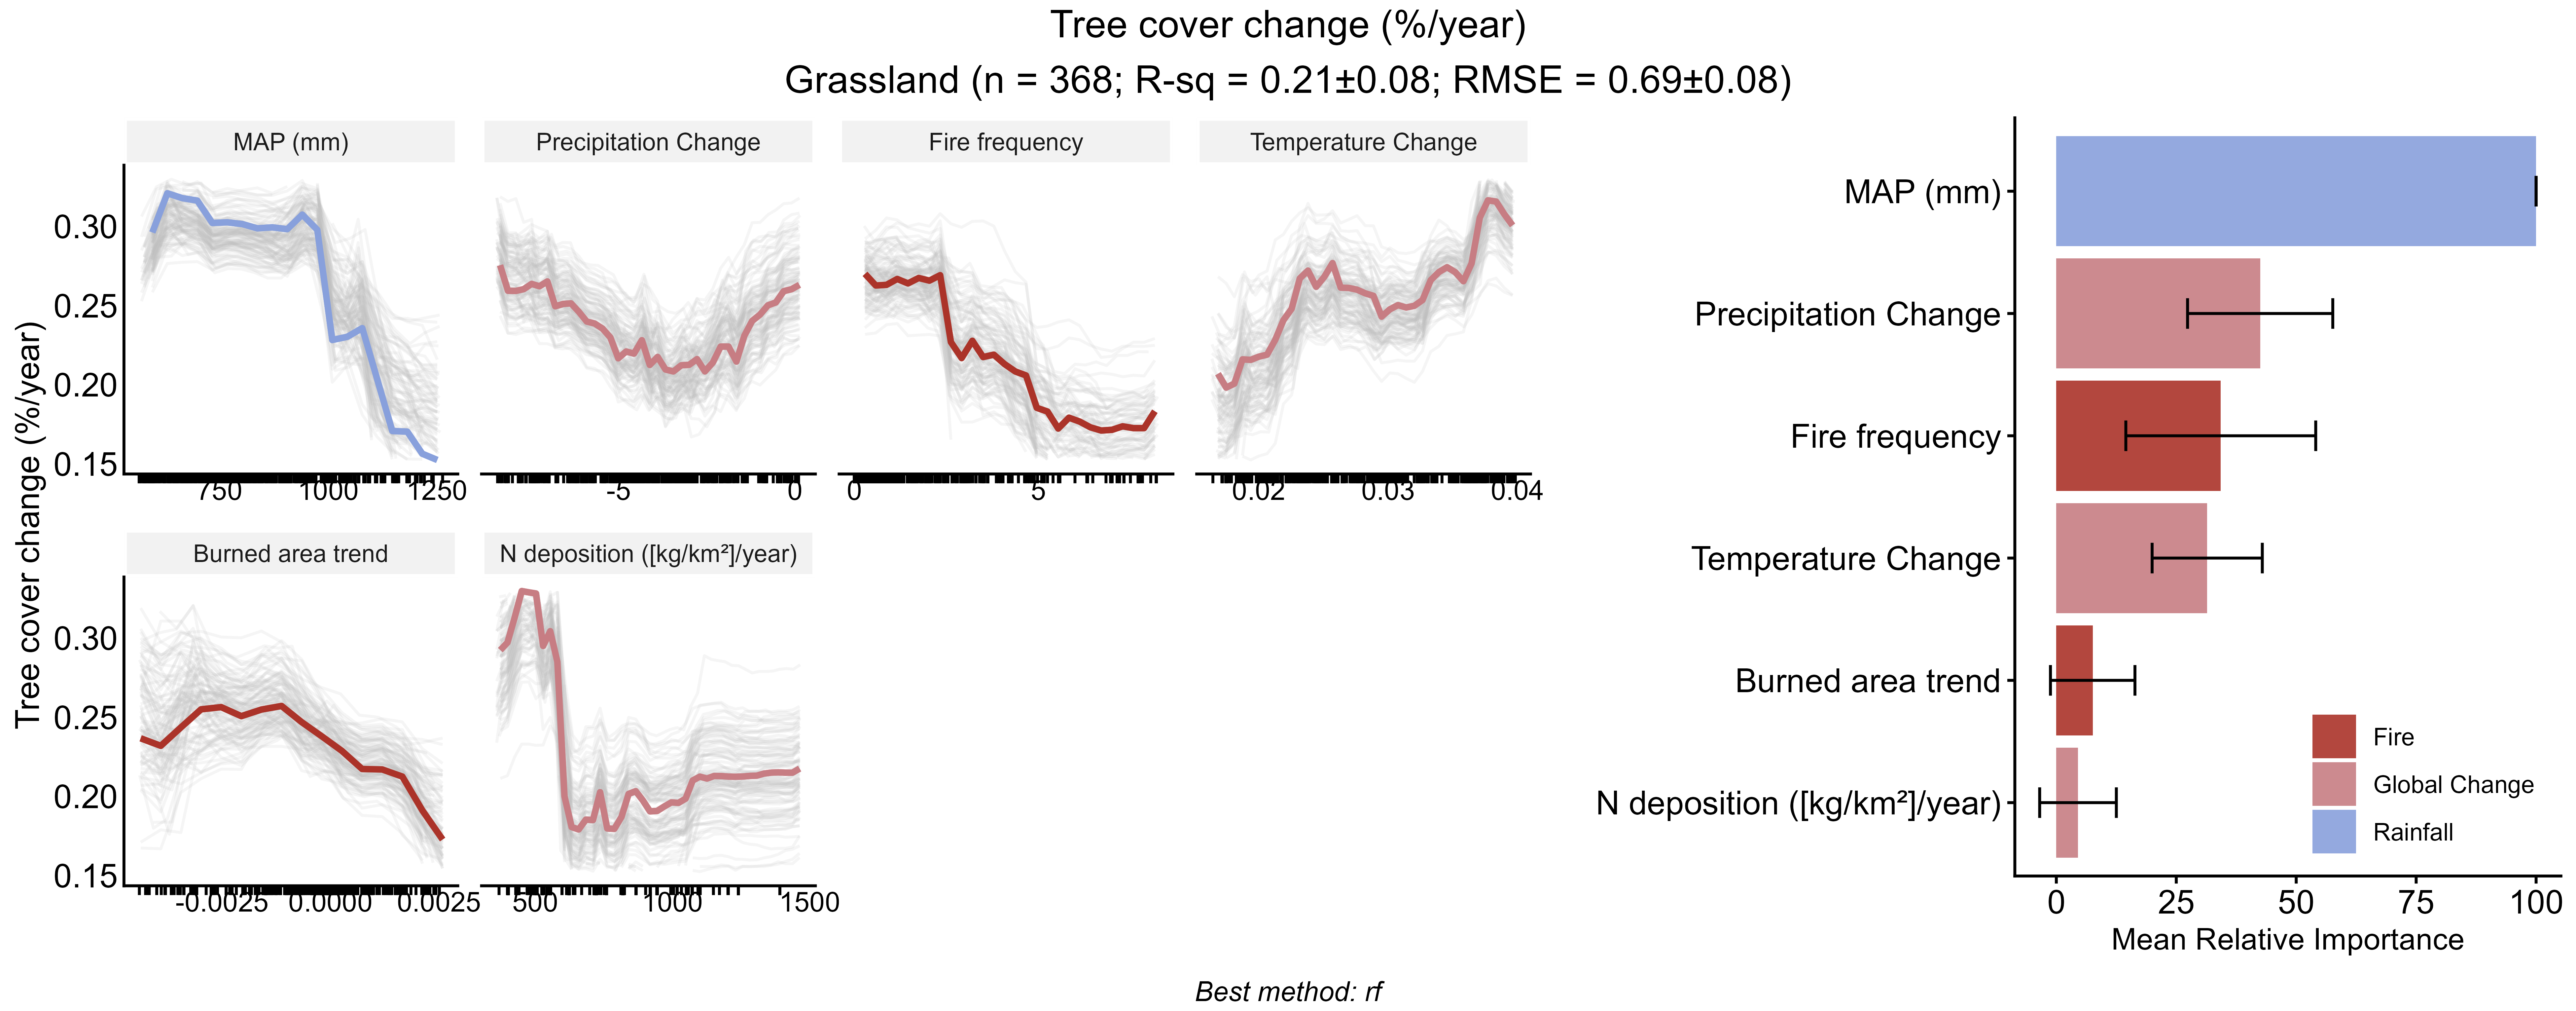 Tree cover change (%/year)
Grassland (n = 368; R-sq = 0.21±0.08; RMSE = 0.69±0.08)
Tree cover change (%/year)
MAP (mm)
Precipitation Change
Fire frequency
Temperature Change
0.30
0.25
0.20
0.15
750 1000 1250
-5 0
0 5
0.02 0.03 0.04
Burned area trend
N deposition ([kg/km²]/year)
0.30
0.25
0.20
0.15
-0.0025 0.0000 0.0025
500 1000 1500
MAP (mm)
Precipitation Change
Fire frequency
Temperature Change
Burned area trend
N deposition ([kg/km²]/year)
Fire
Global Change
Rainfall
0 25 50 75 100
Mean Relative Importance
Best method: rf